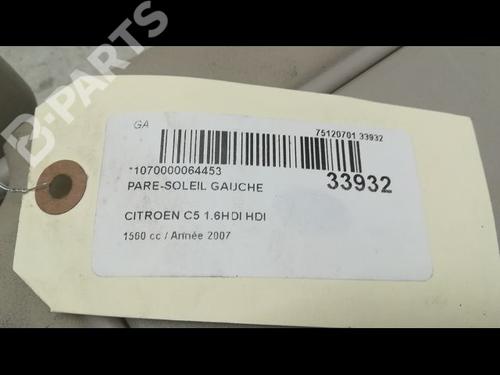 B-PARTS
GA
75120701 33932
*1070000064453
PARE-SOLEIL GAUCHE
33932
CITROEN C5 1.6HDI HDI
1560 cc / Année 2007